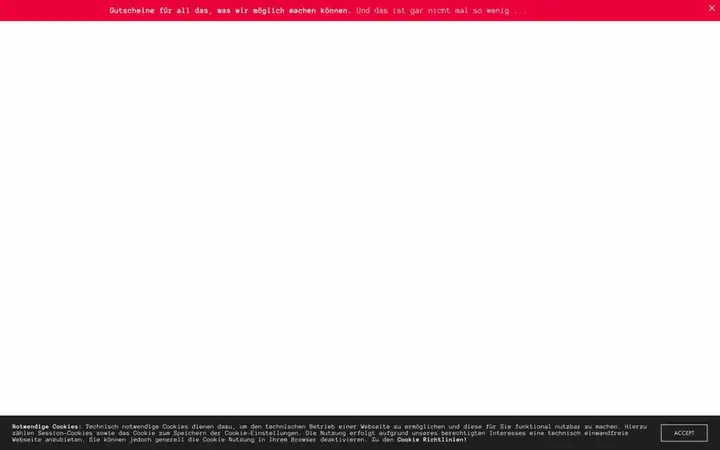 Gutscheine für all das, was wir möglich machen können. Und das ist gar nicht mal so wenig ...
Notwendige Cookies: Technisch notwendige Cookies dienen dazu, um den technischen Betrieb einer Webseite zu ermöglichen und diese für Sie funktional nutzbar zu machen. Hierzu
zählen Session-Cookies sowie das Cookie zum Speichern der Cookie-Einstellungen. Die Nutzung erfolgt aufgrund unseres berechtigten Interesses eine technisch einwandfreie
Webseite anzubieten. Sie können jedoch generell die Cookie Nutzung in Ihrem Browser deaktivieren. Zu den Cookie Richtlinien!
ACCEPT